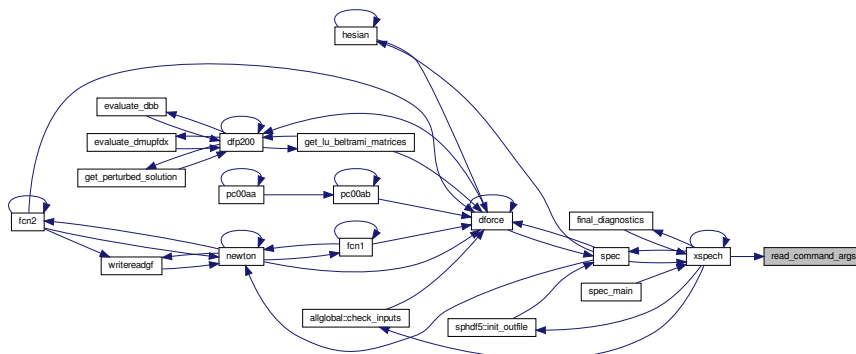 hesian
evaluate_dbb
evaluate_dmupfdx
dfp200
get_lu_beltrami_matrices
get_perturbed_solution
pc00aa
pc00ab
fcn2
dforce
final_diagnostics
newton
fcn1
spec
xspech
read_command_args
writereadgf
spec_main
allglobal::check_inputs
sphdf5::init_outfile